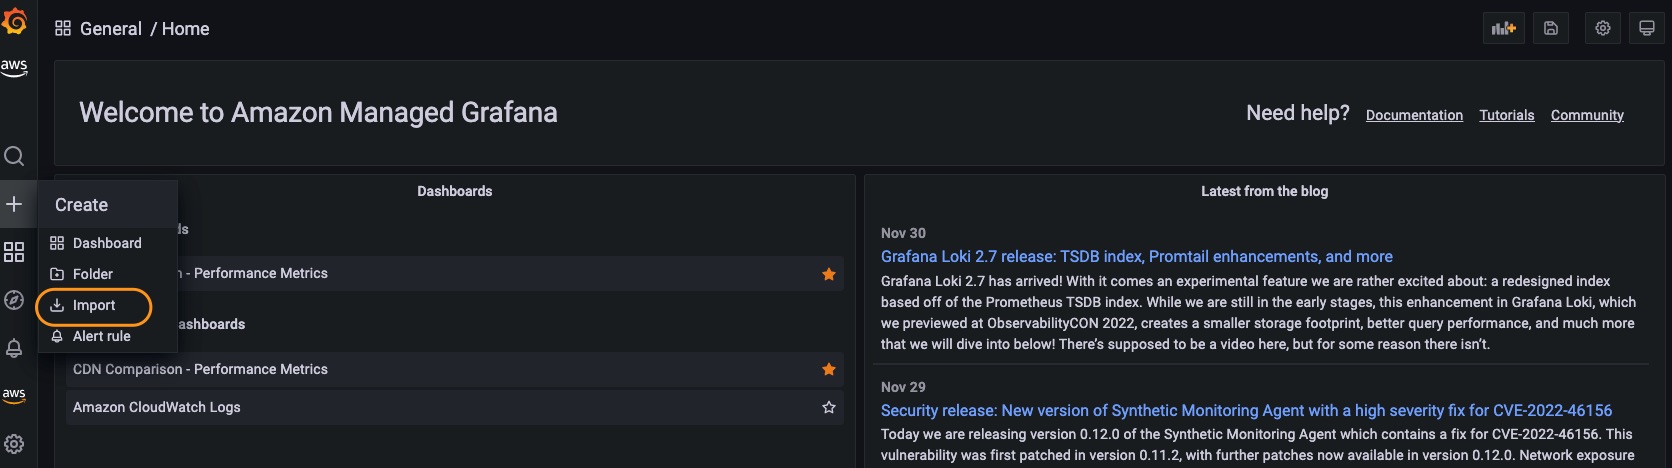 General / Home
aws
Welcome to Amazon Managed Grafana
Need help? Documentation Tutorials Community
Create
Dashboard
Folder
Import
Alert rule
aws
Dashboards
ds
- Performance Metrics
ashboards
CDN Comparison - Performance Metrics
Amazon CloudWatch Logs
Latest from the blog
Nov 30
Grafana Loki 2.7 release: TSDB index, Promtail enhancements, and more
Grafana Loki 2.7 has arrived! With it comes an experimental feature we are rather excited about: a redesigned index
based off of the Prometheus TSDB index. While we are still in the early stages, this enhancement in Grafana Loki, which
we previewed at ObservabilityCON 2022, creates a smaller storage footprint, better query performance, and much more
that we will dive into below! There's supposed to be a video here, but for some reason there isn't.
Nov 29
Security release: New version of Synthetic Monitoring Agent with a high severity fix for CVE-2022-46156
Today we are releasing version 0.12.0 of the Synthetic Monitoring Agent which contains a fix for CVE-2022-46156. This
vulnerability was first patched in version 0.11.2, with further patches now available in version 0.12.0. Network exposure